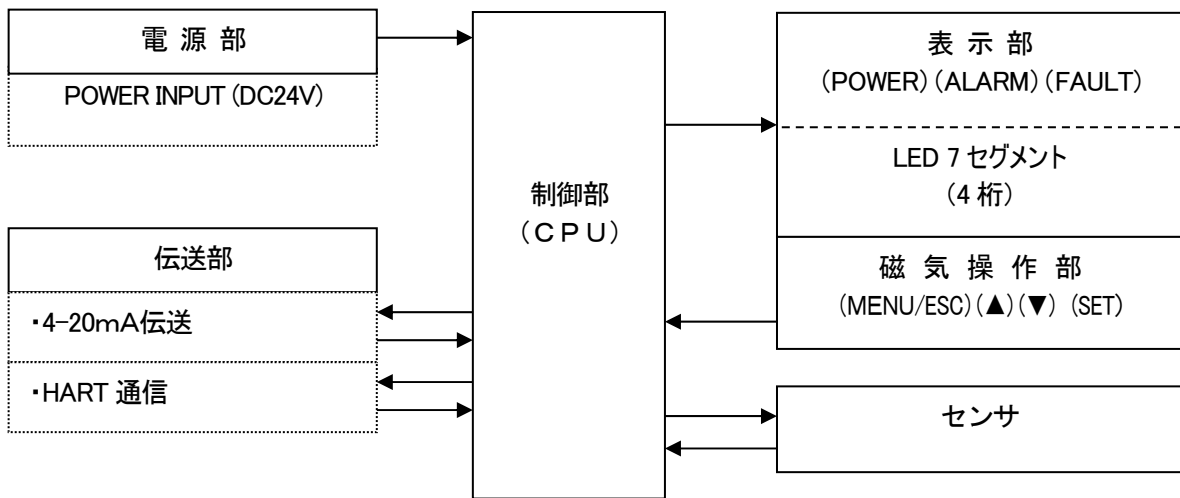 電 源 部
POWER INPUT (DC24V)
伝送部
・4-20mA伝送
・HART 通信
制御部
(CPU)
表 示 部
(POWER)(ALARM)(FAULT)
LED 7 セグメント
(4 桁)
磁 気 操 作 部
(MENU/ESC)(▲)(▼) (SET)
センサ